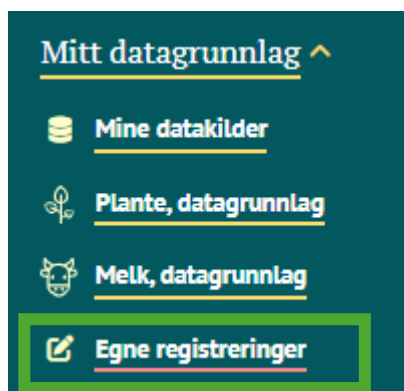 Mitt datagrunnlag
Mine datakilder
Plante, datagrunnlag
Melk, datagrunnlag
Egne registreringer